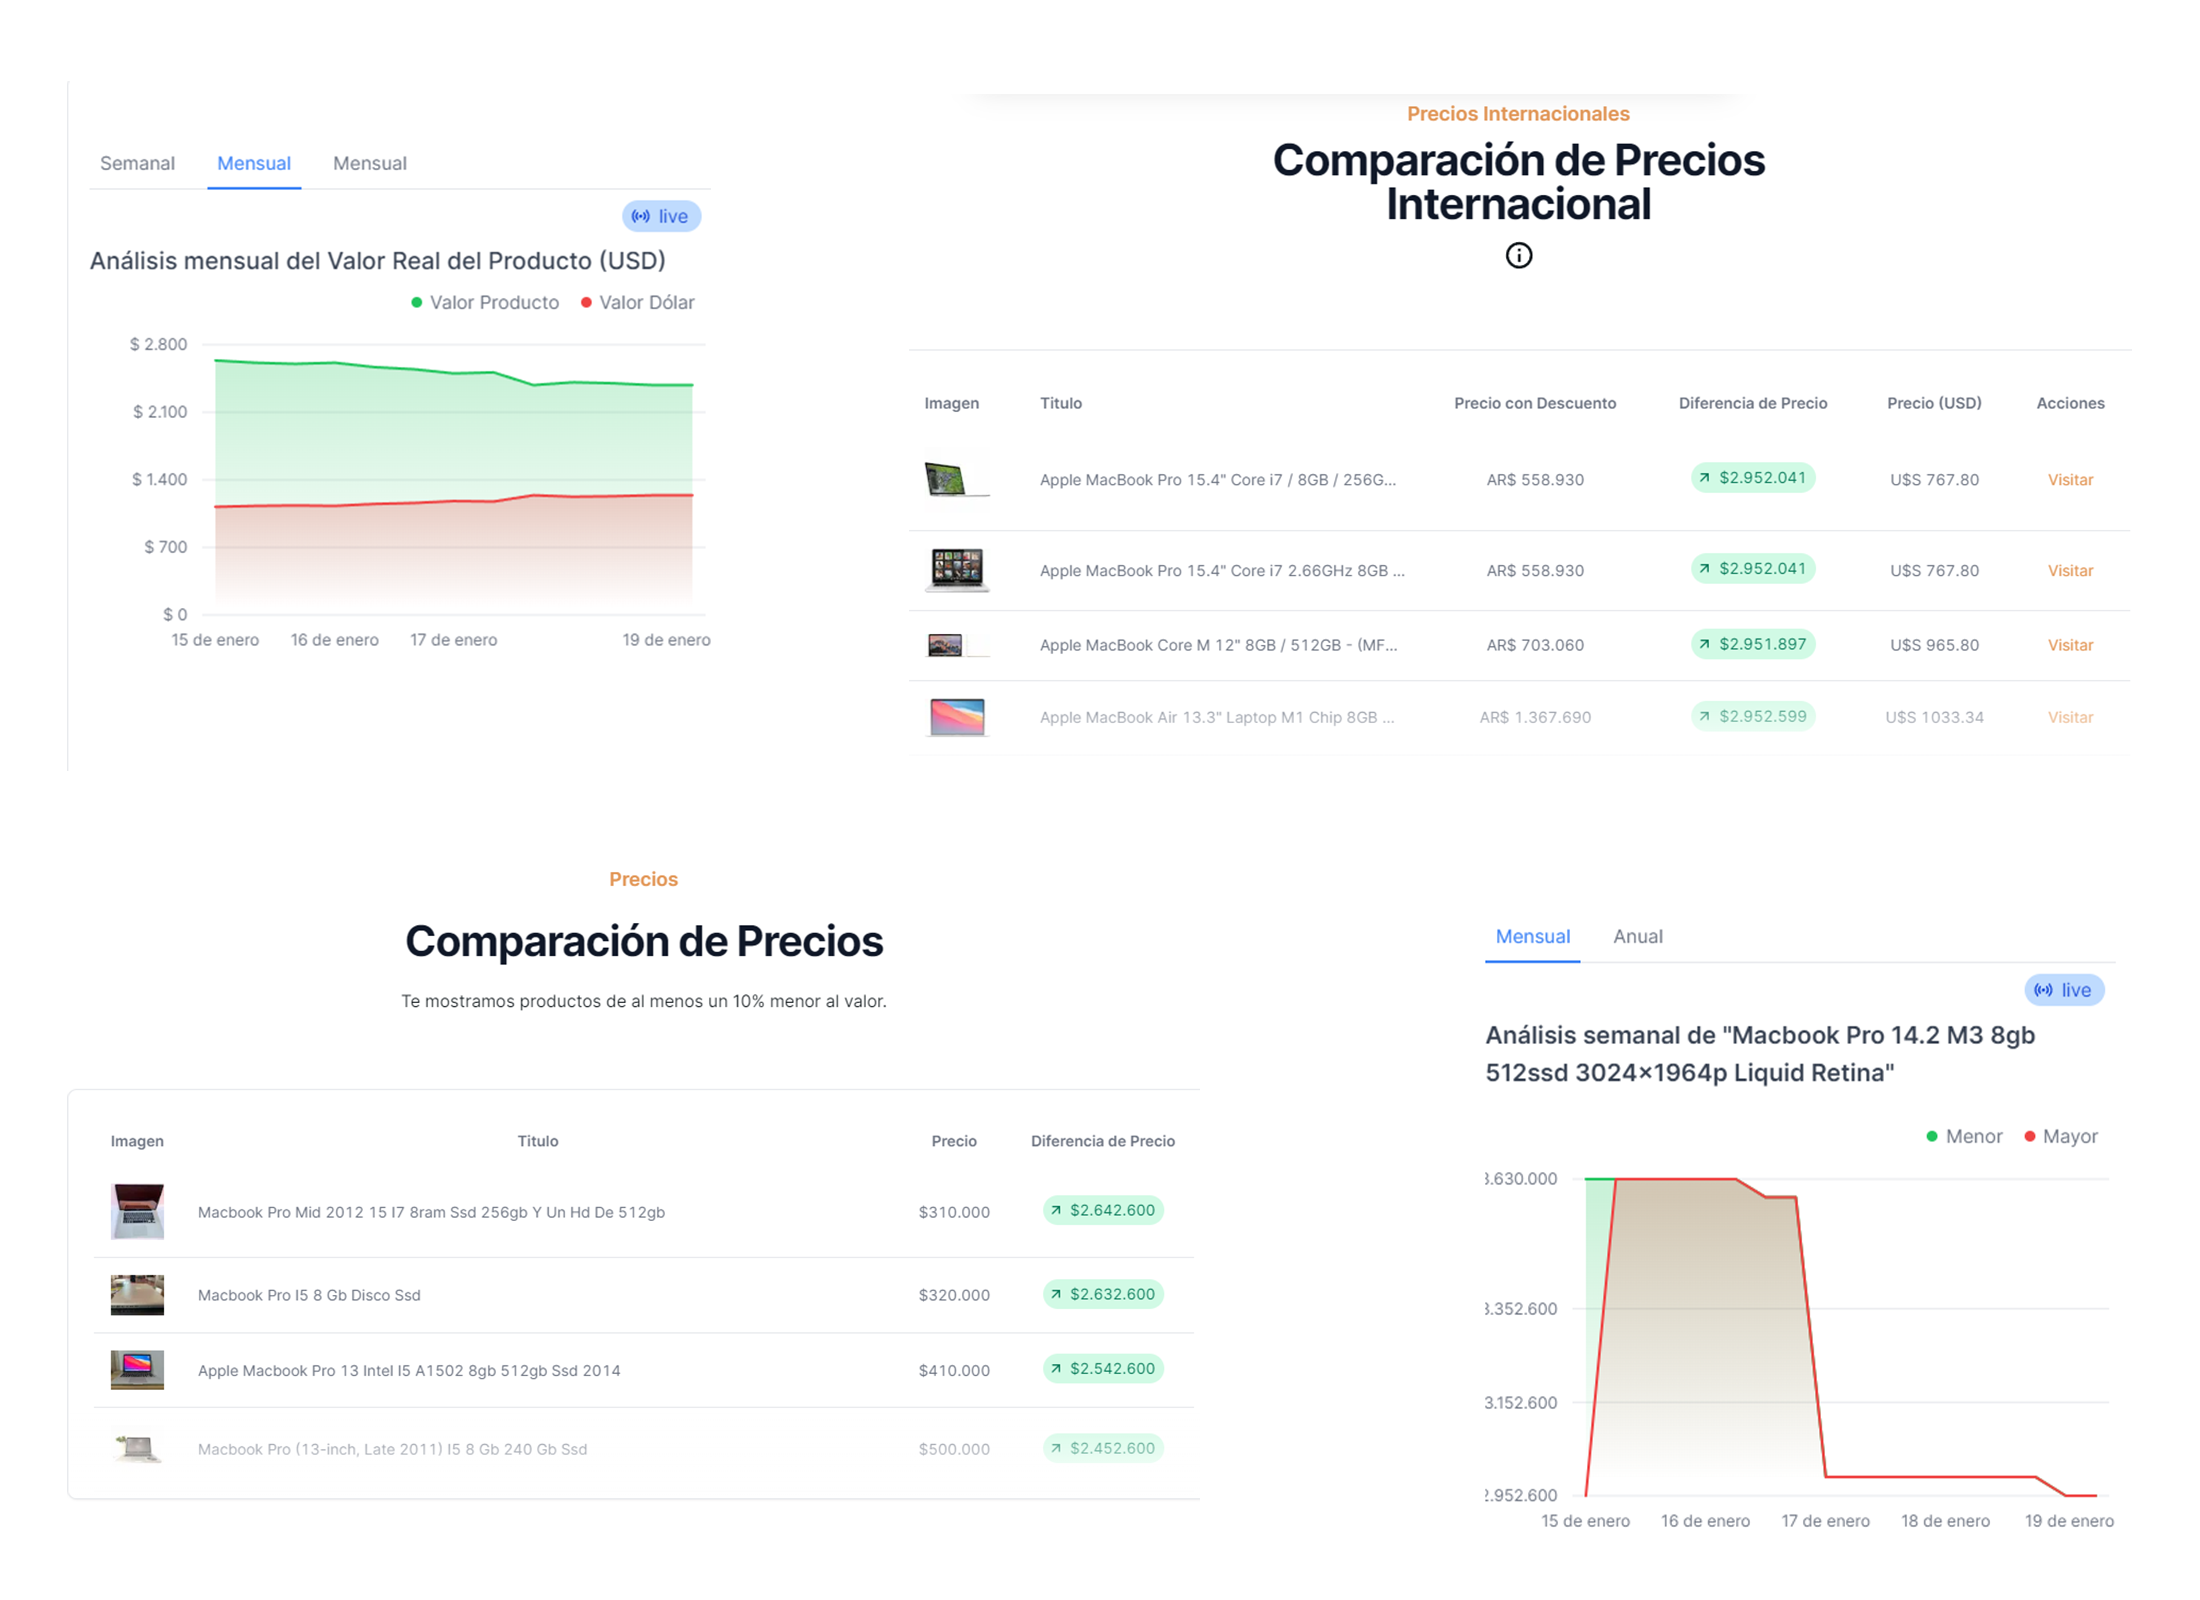 Semanal Mensual Mensual
live
Análisis mensual del Valor Real del Producto (USD)
Valor Producto Valor Dólar
$ 2.800
$ 2.100
$ 1.400
$ 700
$ 0
15 de enero 16 de enero 17 de enero 19 de enero
Precios Internacionales
Comparación de Precios
Internacional
Imagen Titulo Precio con Descuento Diferencia de Precio Precio (USD) Acciones
Apple MacBook Pro 15.4" Core i7 / 8GB / 256G... AR$ 558.930 $2.952.041 U$S 767.80 Visitar
Apple MacBook Pro 15.4" Core i7 2.66GHz 8GB ... AR$ 558.930 $2.952.041 U$S 767.80 Visitar
Apple MacBook Core M 12" 8GB / 512GB - (MF... AR$ 703.060 $2.951.897 U$S 965.80 Visitar
Apple MacBook Air 13.3" Laptop M1 Chip 8GB ... AR$ 1.367.690 $2.952.599 U$S 1033.34 Visitar
Precios
Comparación de Precios
Te mostramos productos de al menos un 10% menor al valor.
Imagen Titulo Precio Diferencia de Precio
Macbook Pro Mid 2012 15 I7 8ram Ssd 256gb Y Un Hd De 512gb $310.000 $2.642.600
Macbook Pro I5 8 Gb Disco Ssd $320.000 $2.632.600
Apple Macbook Pro 13 Intel I5 A1502 8gb 512gb Ssd 2014 $410.000 $2.542.600
Macbook Pro (13-inch, Late 2011) I5 8 Gb 240 Gb Ssd $500.000 $2.452.600
Mensual Anual
live
Análisis semanal de "Macbook Pro 14.2 M3 8gb
512ssd 3024×1964p Liquid Retina"
Menor Mayor
3.630.000
3.352.600
3.152.600
2.952.600
15 de enero 16 de enero 17 de enero 18 de enero 19 de enero